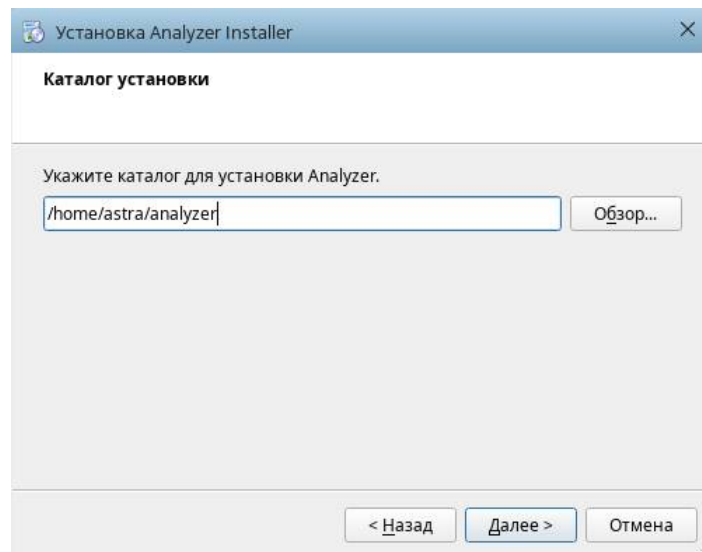 Установка Analyzer Installer
Каталог установки
Укажите каталог для установки Analyzer.
/home/astra/analyzer
Обзор...
< Назад
Далее >
Отмена